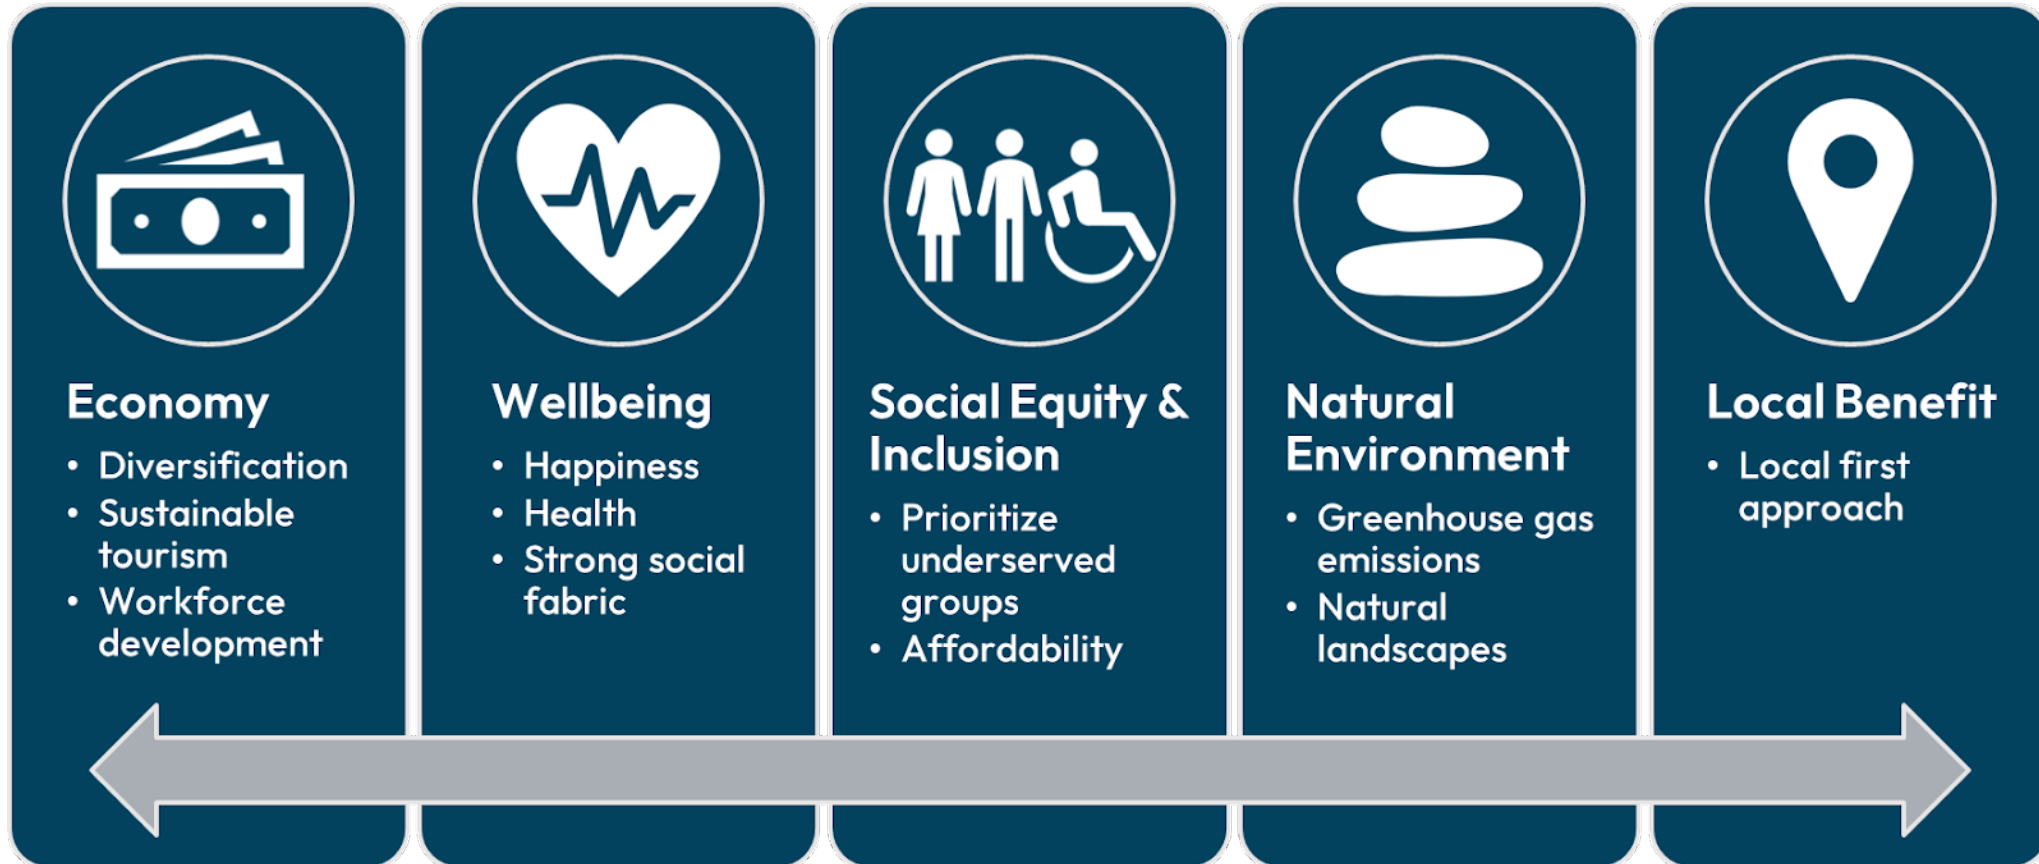 Economy
• Diversification
• Sustainable
tourism
• Workforce
development
Wellbeing
• Happiness
• Health
• Strong social
fabric
Social Equity &
Inclusion
• Prioritize
underserved
groups
• Affordability
Natural
Environment
• Greenhouse gas
emissions
• Natural
landscapes
Local Benefit
• Local first
approach